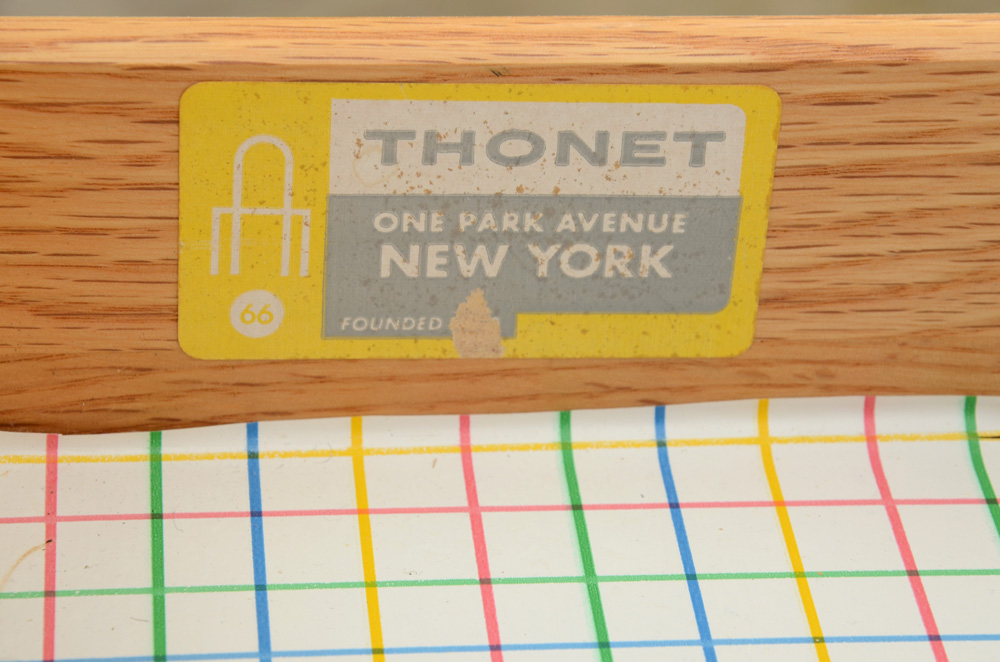 THONET
ONE PARK AVENUE
NEW YORK
FOUNDED
66